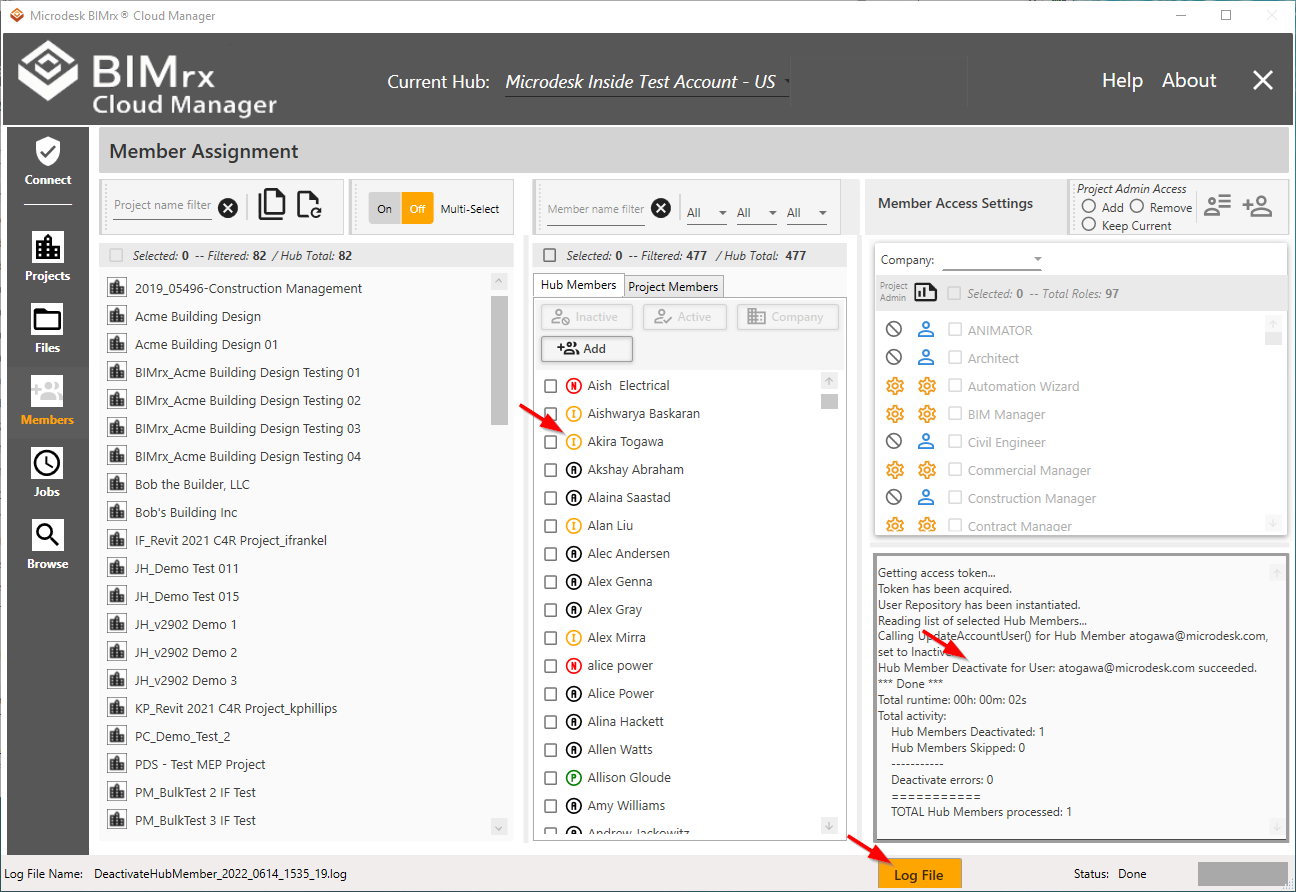 Microdesk BIMrx® Cloud Manager
BIMrx
Cloud Manager
Current Hub: Microdesk Inside Test Account - US
Help About
Connect
Projects
Files
Members
Jobs
Browse
Member Assignment
Project name filter
On Off Multi-Select
Selected: 0 -- Filtered: 82 / Hub Total: 82
2019_05496-Construction Management
Acme Building Design
Acme Building Design 01
BIMrx_Acme Building Design Testing 01
BIMrx_Acme Building Design Testing 02
BIMrx_Acme Building Design Testing 03
BIMrx_Acme Building Design Testing 04
Bob the Builder, LLC
Bob's Building Inc
IF_Revit 2021 C4R Project_ifrankel
JH_Demo Test 011
JH_Demo Test 015
JH_v2902 Demo 1
JH_v2902 Demo 2
JH_v2902 Demo 3
KP_Revit 2021 C4R Project_kphillips
PC_Demo_Test_2
PDS - Test MEP Project
PM_BulkTest 2 IF Test
PM_BulkTest 3 IF Test
Member name filter
All All All
Selected: 0 -- Filtered: 477 / Hub Total: 477
Hub Members Project Members
Inactive Active Company
Add
N Aish Electrical
I Aishwarya Baskaran
I Akira Togawa
A Akshay Abraham
A Alaina Saastad
I Alan Liu
A Alec Andersen
A Alex Genna
A Alex Gray
I Alex Mirra
N alice power
A Alice Power
A Alina Hackett
A Allen Watts
P Allison Gloude
A Amy Williams
A Andrew Jackowitz
Member Access Settings
Project Admin Access
Add Remove
Keep Current
Company:
Project
Admin
Selected: 0 -- Total Roles: 97
ANIMATOR
Architect
Automation Wizard
BIM Manager
Civil Engineer
Commercial Manager
Construction Manager
Contract Manager
Getting access token...
Token has been acquired.
User Repository has been instantiated.
Reading list of selected Hub Members...
Calling UpdateAccountUser() for Hub Member atogawa@microdesk.com,
set to Inactive
Hub Member Deactivate for User: atogawa@microdesk.com succeeded.
*** Done ***
Total runtime: 00h: 00m: 02s
Total activity:
Hub Members Deactivated: 1
Hub Members Skipped: 0
-----------
Deactivate errors: 0
===========
TOTAL Hub Members processed: 1
Log File Name: DeactivateHubMember_2022_0614_1535_19.log
Log File
Status: Done